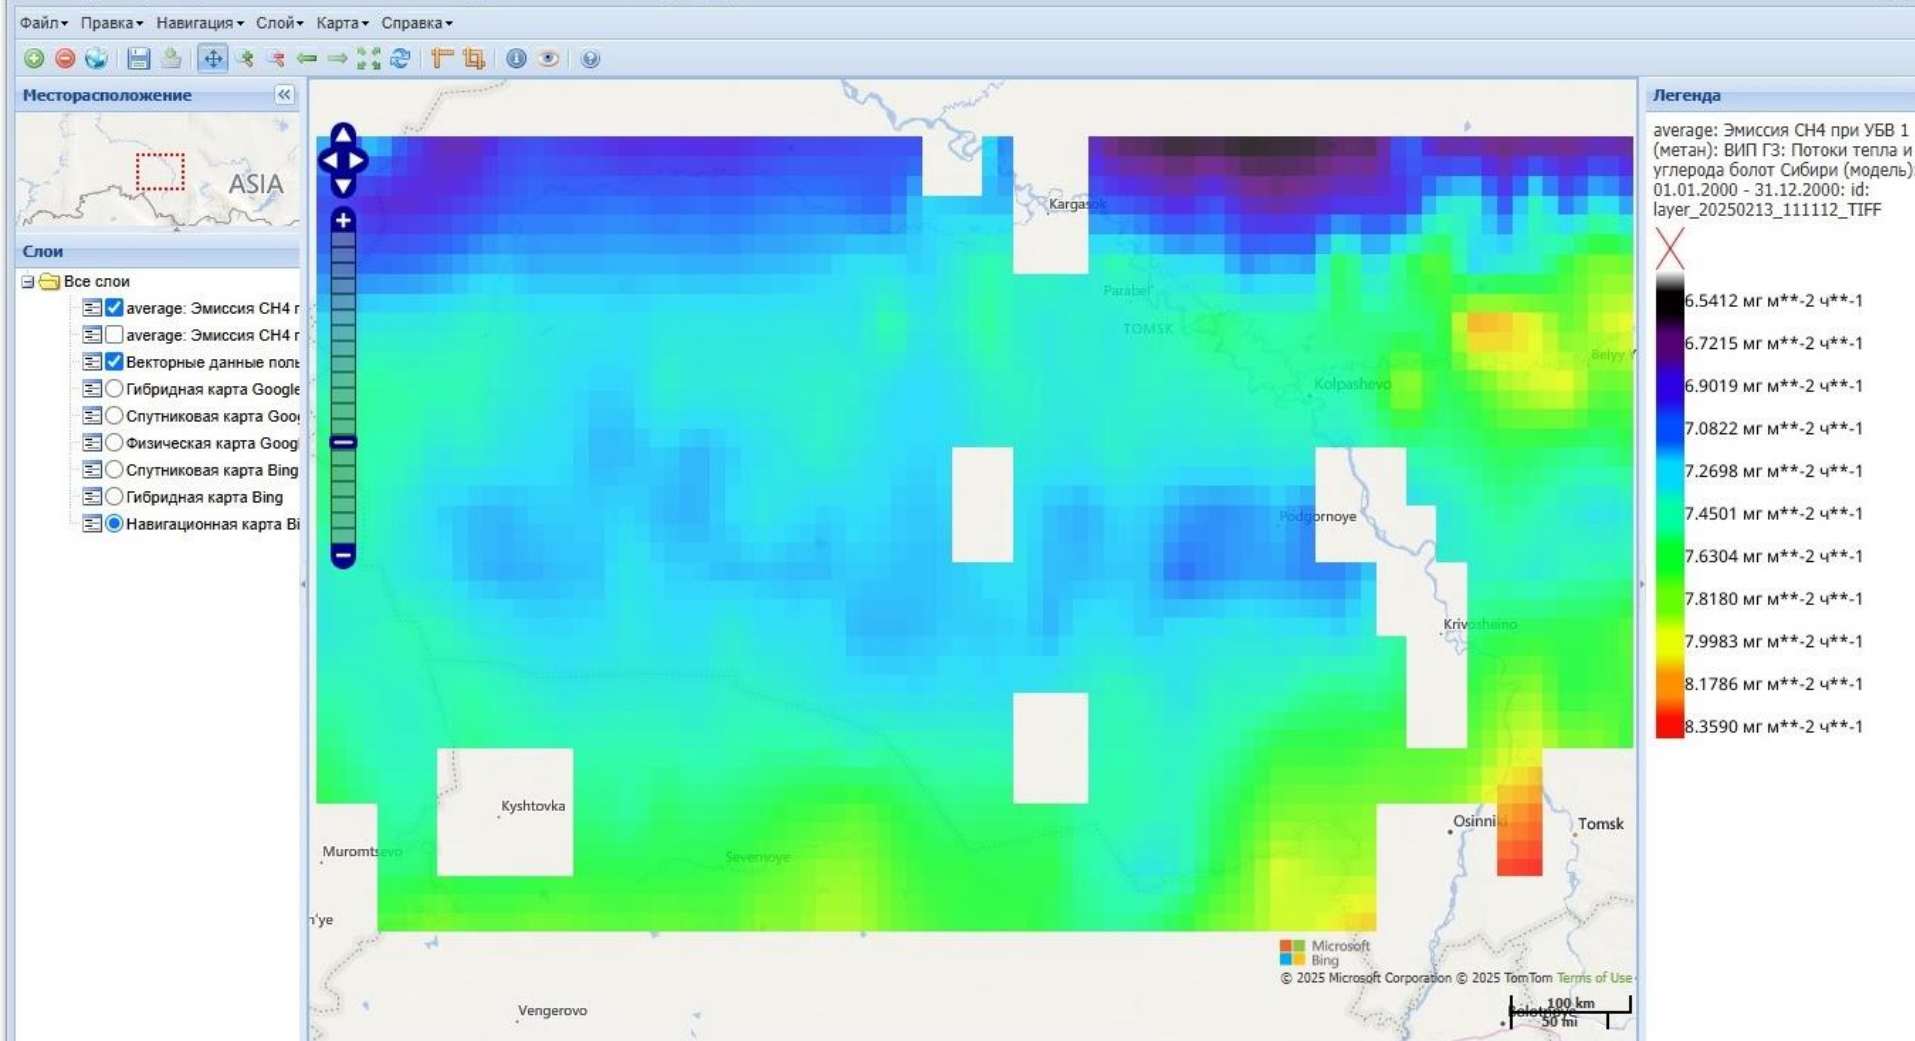 Файл Правка Навигация Слой Карта Справка
Месторасположение
ASIA
Слои
Все слои
average: Эмиссия CH4 г
average: Эмиссия CH4 г
Векторные данные поль
Гибридная карта Google
Спутниковая карта Goo
Физическая карта Goog
Спутниковая карта Bing
Гибридная карта Bing
Навигационная карта Bi
Kargasok
Parabel'
TOMSK
Belyy Y
Kolpashevo
Podgornoye
Krivosheino
Kyshtovka
Osinniki
Tomsk
Muromtsevo
Severnoye
n'ye
Microsoft
Bing
© 2025 Microsoft Corporation © 2025 TomTom Terms of Use
Vengerovo
100 km
Bolotnoye
50 mi
Легенда
average: Эмиссия CH4 при УБВ 1
(метан): ВИП ГЗ: Потоки тепла и
углерода болот Сибири (модель):
01.01.2000 - 31.12.2000: id:
layer_20250213_111112_TIFF
6.5412 мг м**-2 ч**-1
6.7215 мг м**-2 ч**-1
6.9019 мг м**-2 ч**-1
7.0822 мг м**-2 ч**-1
7.2698 мг м**-2 ч**-1
7.4501 мг м**-2 ч**-1
7.6304 мг м**-2 ч**-1
7.8180 мг м**-2 ч**-1
7.9983 мг м**-2 ч**-1
8.1786 мг м**-2 ч**-1
8.3590 мг м**-2 ч**-1